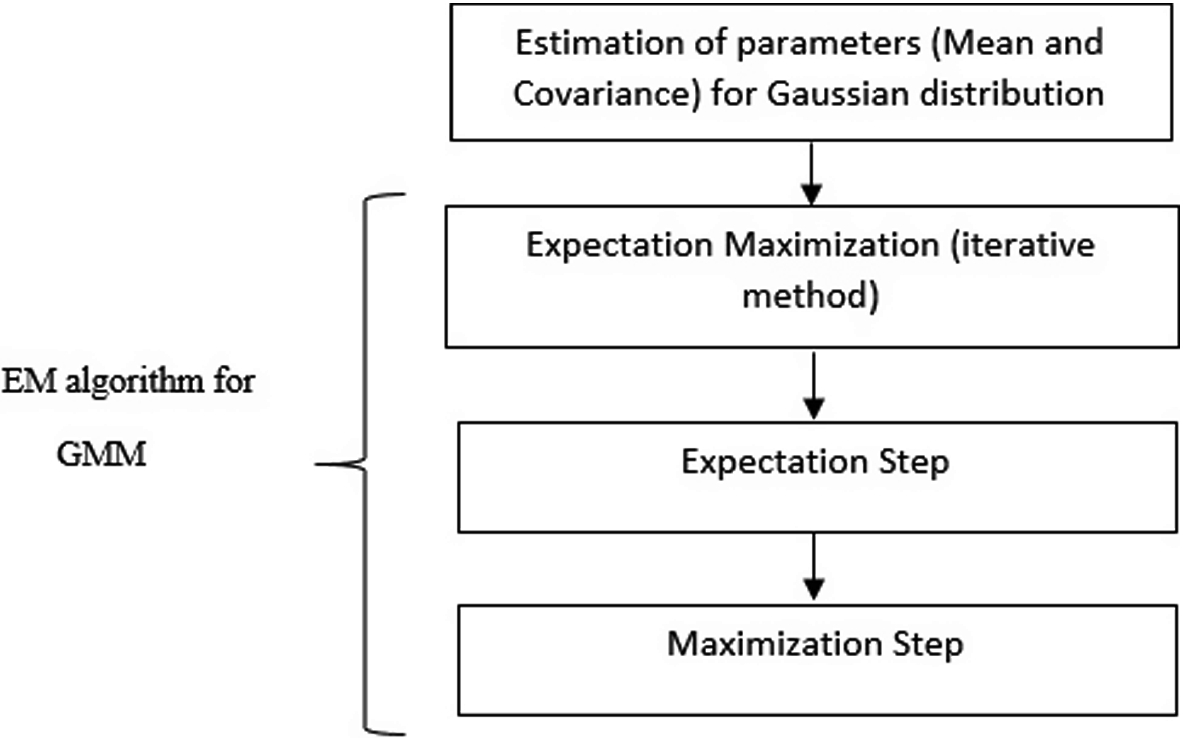 Estimation of parameters (Mean and
Covariance) for Gaussian distribution
Expectation Maximization (iterative
method)
EM algorithm for
GMM
Expectation Step
Maximization Step